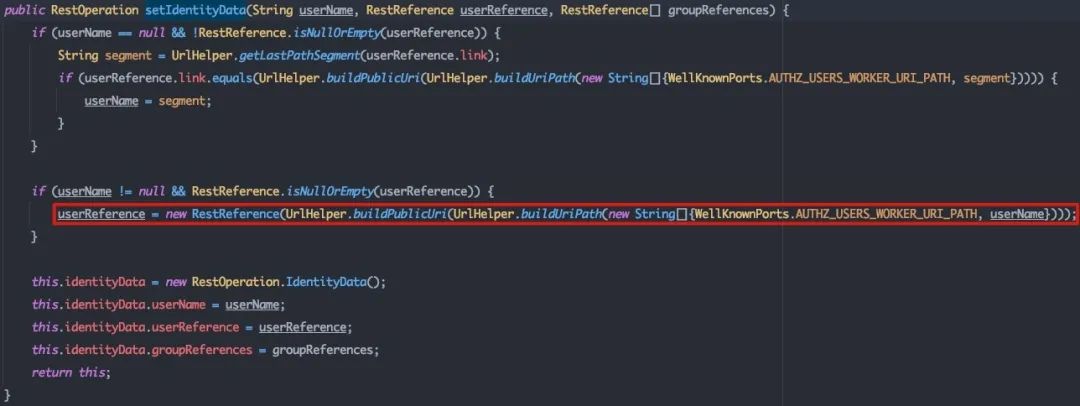 public RestOperation setIdentityData(String userName, RestReference userReference, RestReference[] groupReferences) {
if (userName == null && !RestReference.isNullOrEmpty(userReference)) {
String segment = UrlHelper.getLastPathSegment(userReference.link);
if (userReference.link.equals(UrlHelper.buildPublicUri(UrlHelper.buildUriPath(new String[]{WellKnownPorts.AUTHZ_USERS_WORKER_URI_PATH, segment})))) {
userName = segment;
}
}
if (userName != null && RestReference.isNullOrEmpty(userReference)) {
userReference = new RestReference(UrlHelper.buildPublicUri(UrlHelper.buildUriPath(new String[]{WellKnownPorts.AUTHZ_USERS_WORKER_URI_PATH, userName})));
}
this.identityData = new RestOperation.IdentityData();
this.identityData.userName = userName;
this.identityData.userReference = userReference;
this.identityData.groupReferences = groupReferences;
return this;
}